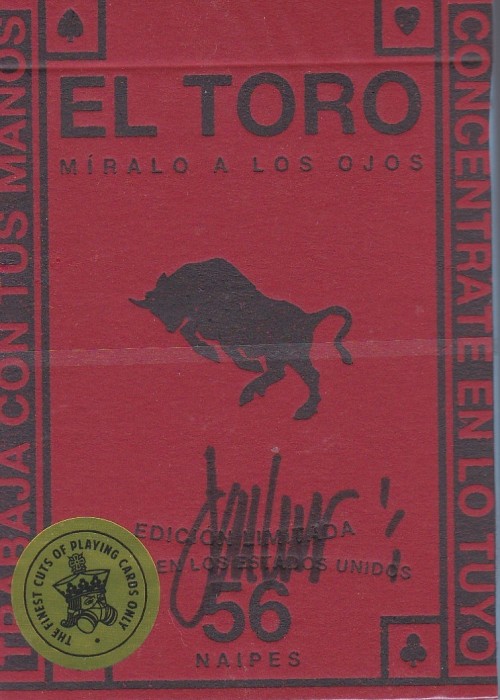 EL TORO
MÍRALO A LOS OJOS
TRABAJA CON TUS MANOS
CONCENTRATE EN LO TUYO
EDICIÓN LIMITADA
EN LOS ESTADOS UNIDOS
56
NAIPES
THE FINEST CUTS OF PLAYING CARDS ONLY